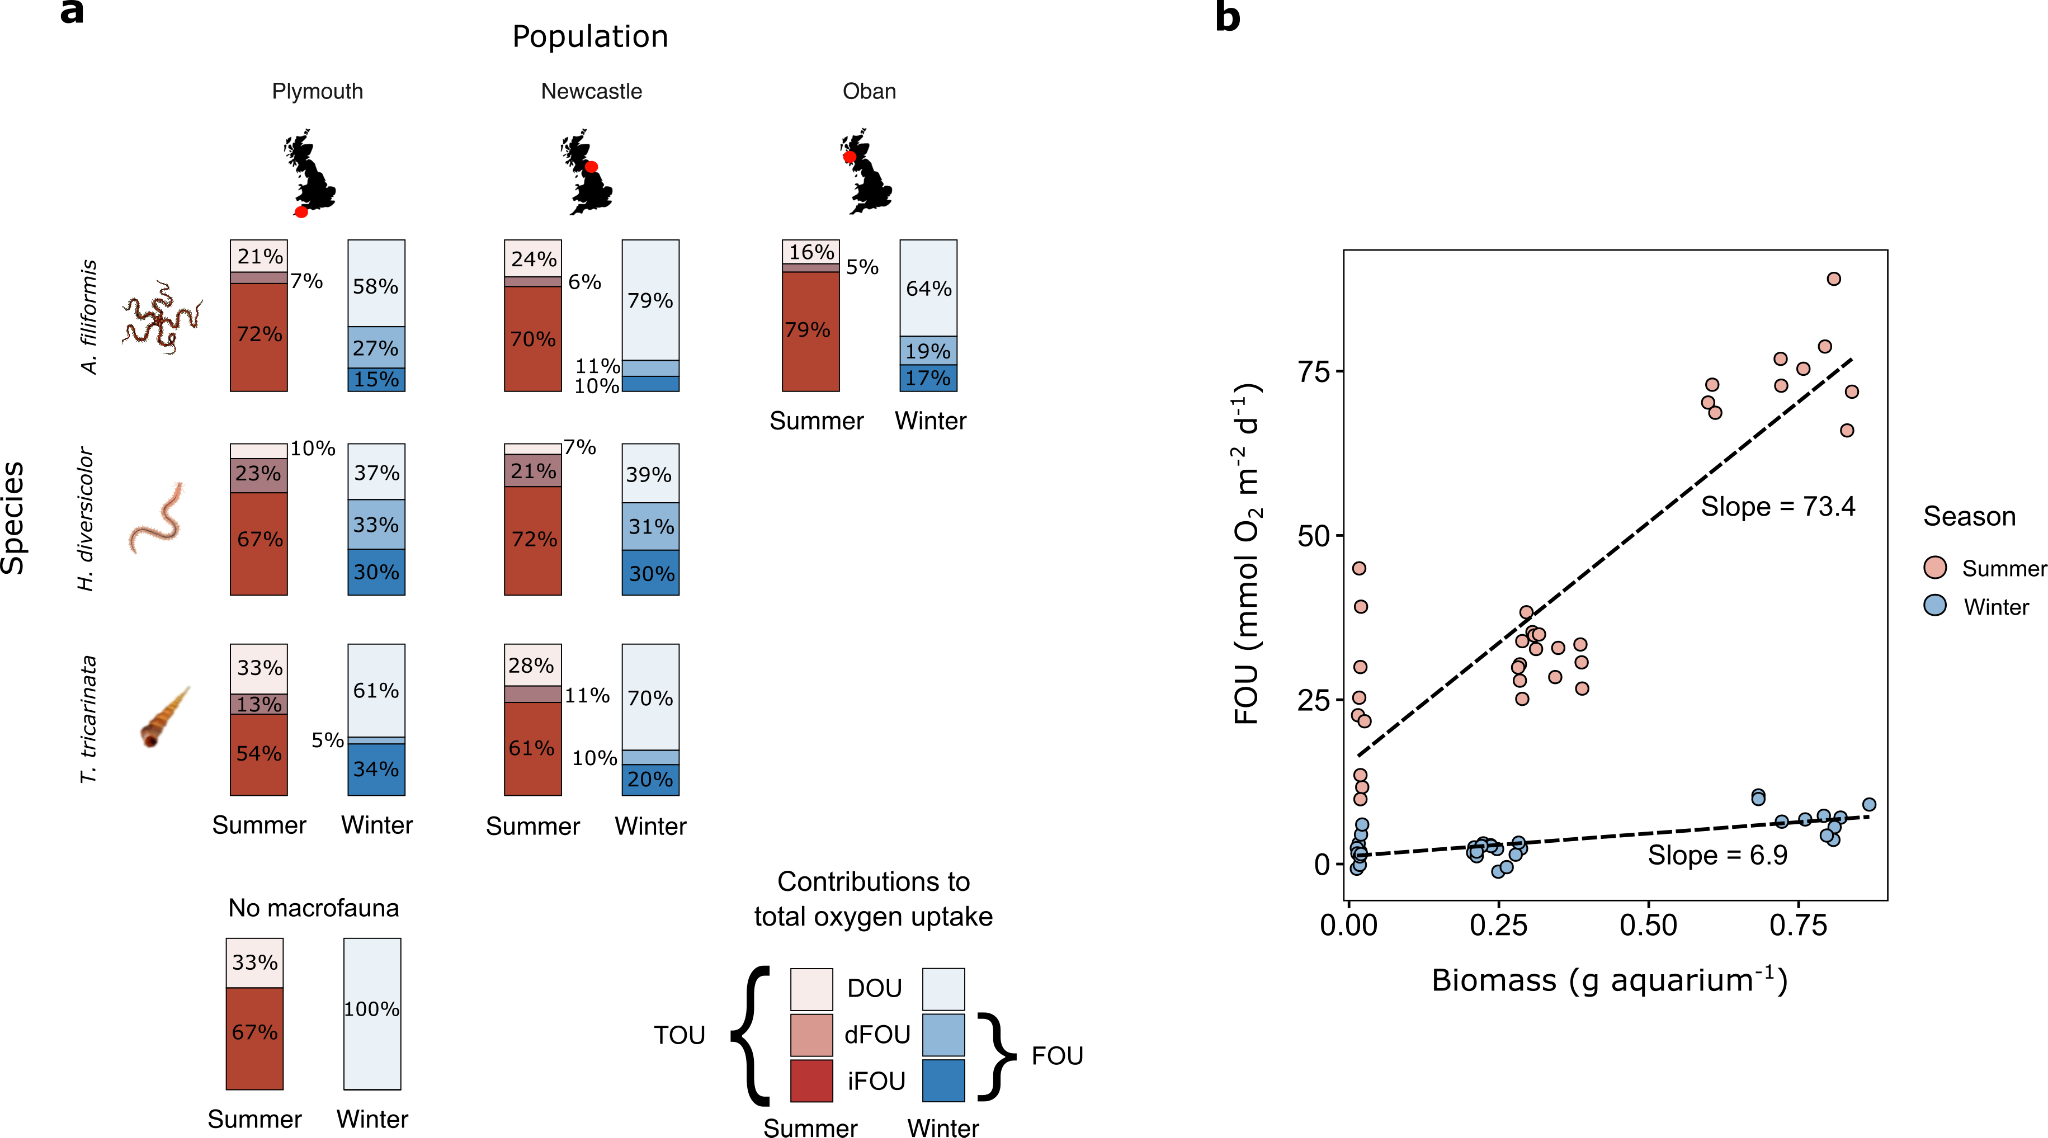 a
Population
Plymouth
Newcastle
Oban
Species
A. filiformis
21%
7%
72%
58%
27%
15%
24%
6%
70%
79%
11%
10%
16%
5%
79%
64%
19%
17%
Summer
Winter
H. diversicolor
10%
23%
67%
37%
33%
30%
7%
21%
72%
39%
31%
30%
T. tricarinata
33%
13%
54%
61%
5%
34%
28%
11%
61%
70%
10%
20%
Summer
Winter
Summer
Winter
No macrofauna
33%
67%
100%
Summer
Winter
Contributions to
total oxygen uptake
TOU
DOU
dFOU
iFOU
FOU
Summer
Winter
b
FOU (mmol O₂ m⁻² d⁻¹)
75
50
25
0
Slope = 73.4
Slope = 6.9
0.00
0.25
0.50
0.75
Biomass (g aquarium⁻¹)
Season
Summer
Winter